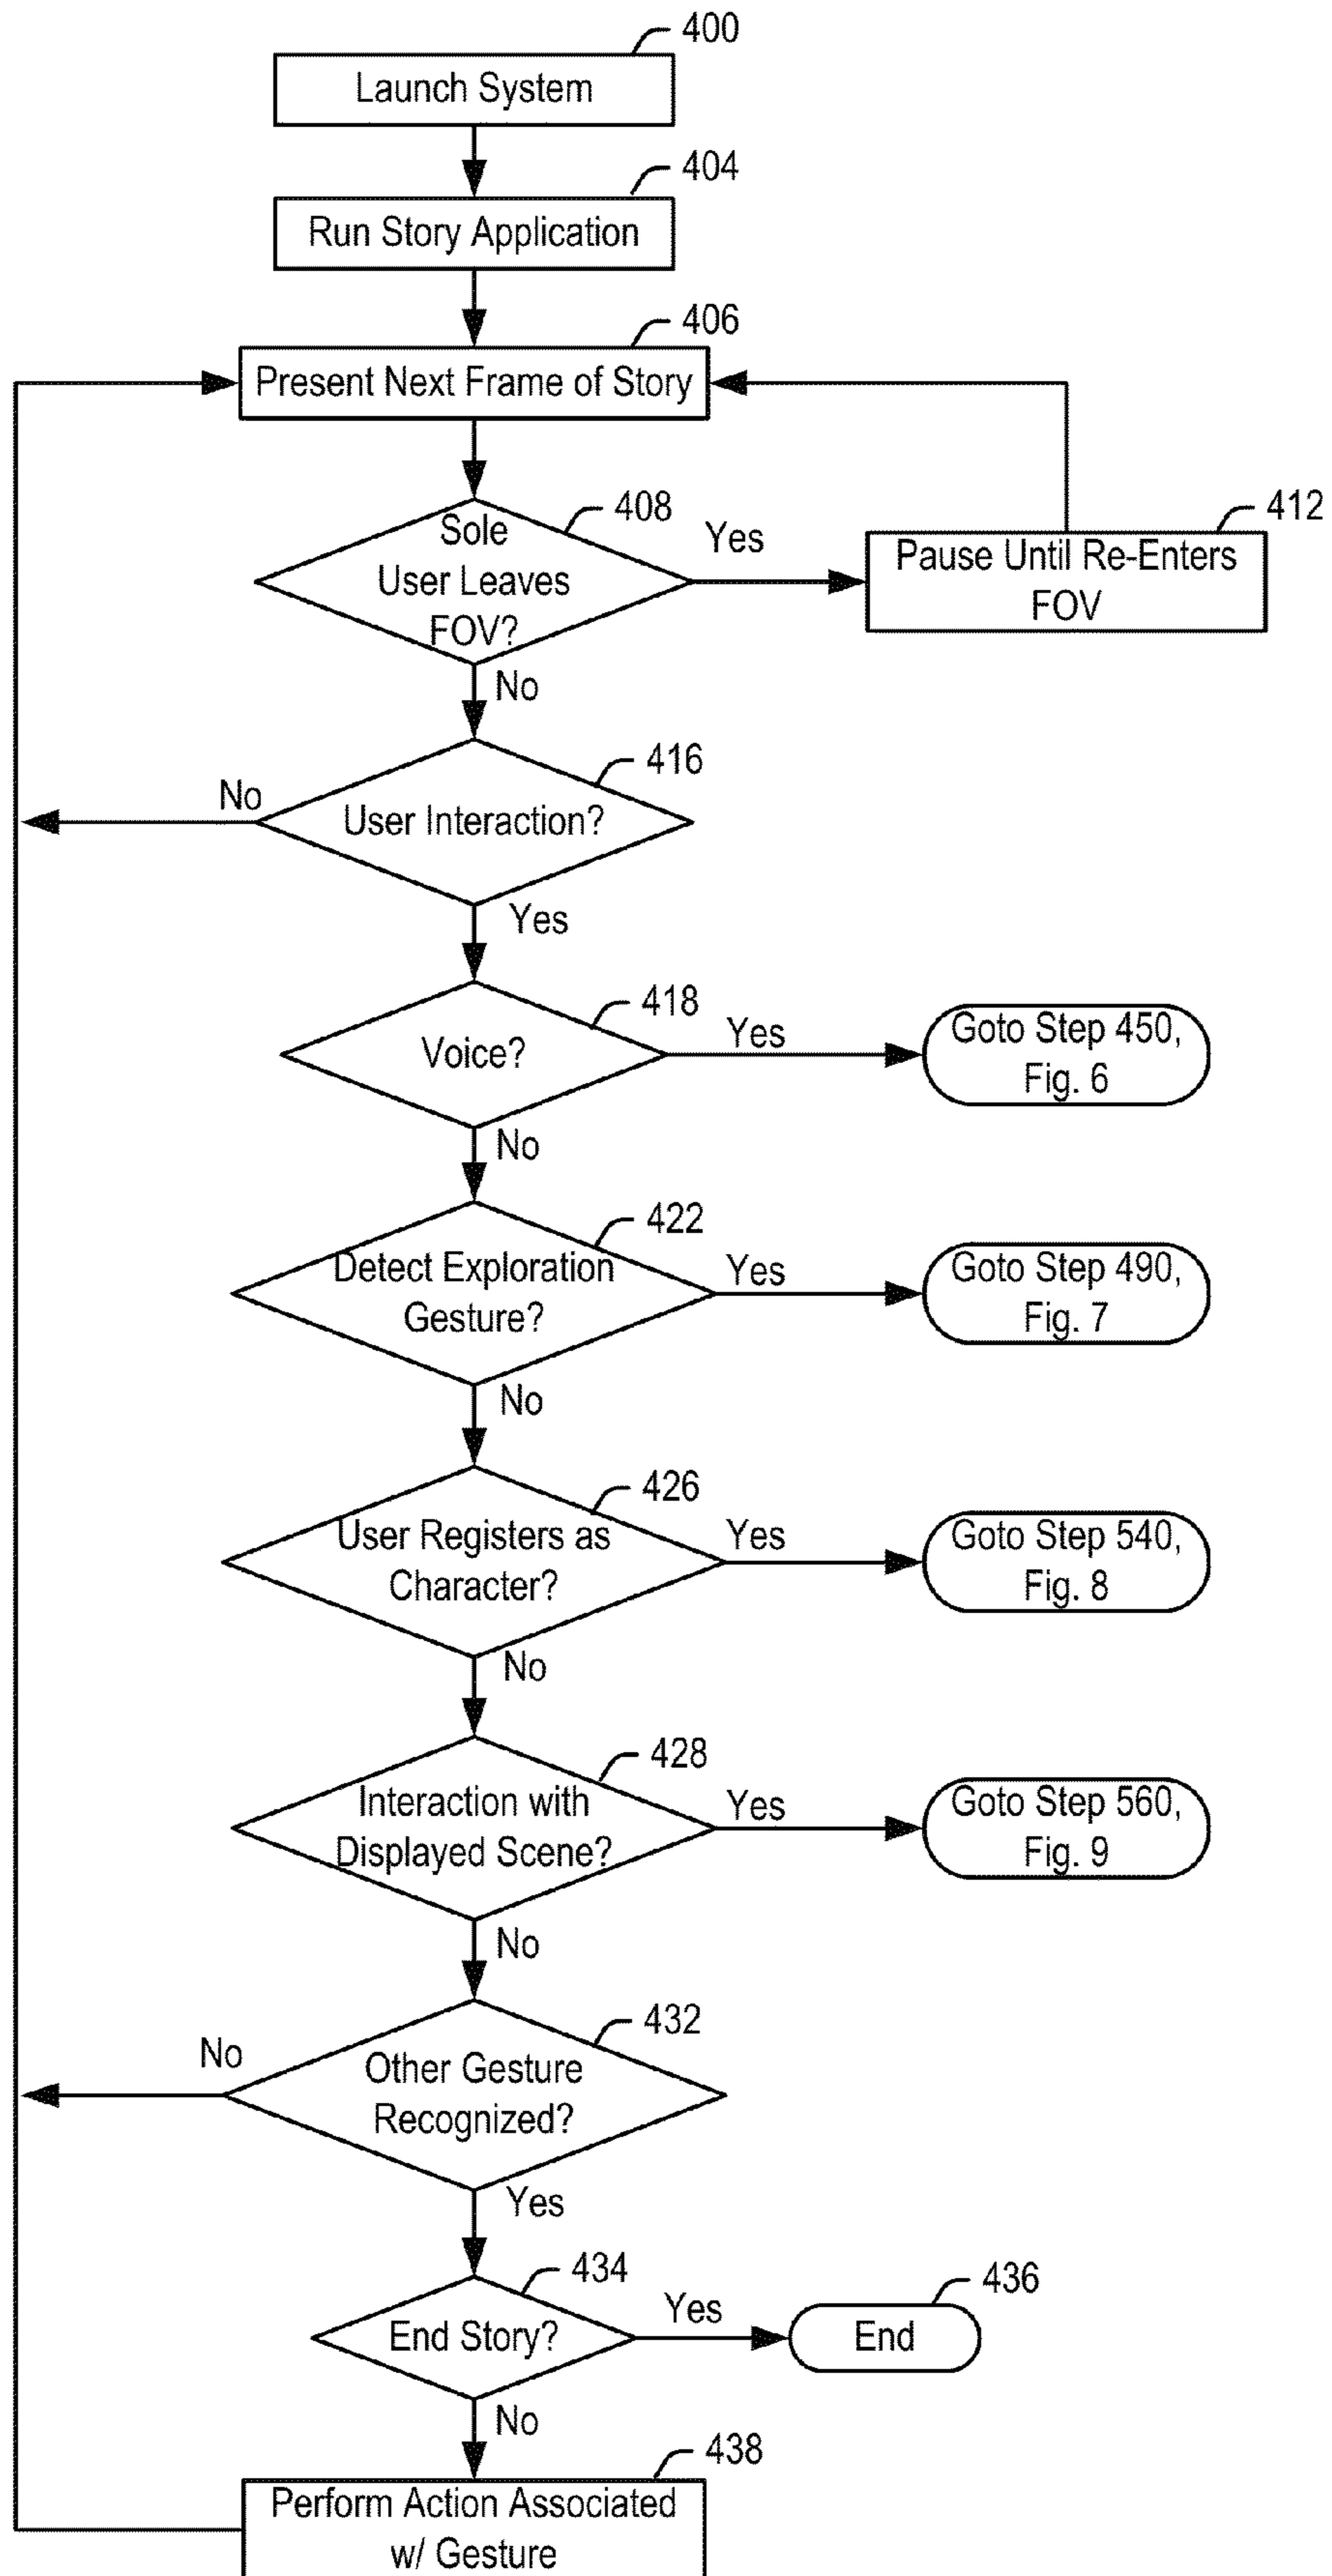 400
Launch System
404
Run Story Application
406
Present Next Frame of Story
408
Sole
User Leaves
FOV?
Yes
412
Pause Until Re-Enters
FOV
No
416
User Interaction?
No
Yes
418
Voice?
Yes
Goto Step 450,
Fig. 6
No
422
Detect Exploration
Gesture?
Yes
Goto Step 490,
Fig. 7
No
426
User Registers as
Character?
Yes
Goto Step 540,
Fig. 8
No
428
Interaction with
Displayed Scene?
Yes
Goto Step 560,
Fig. 9
No
432
Other Gesture
Recognized?
No
Yes
434
End Story?
Yes
436
End
No
438
Perform Action Associated
w/ Gesture